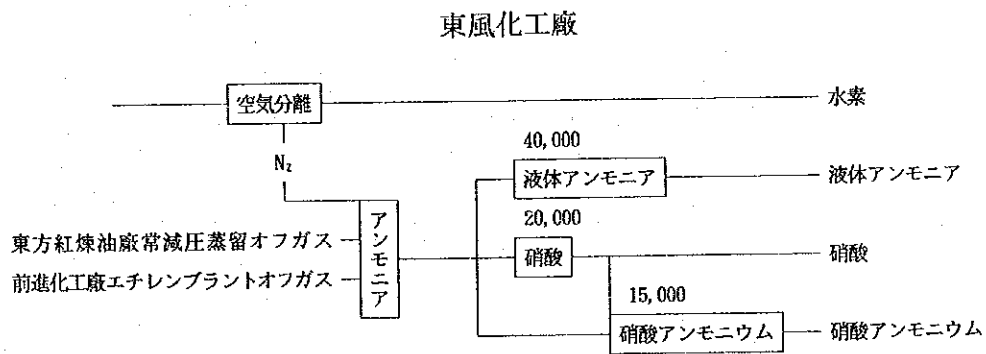 東風化工廠
空気分離
水素
N₂
40,000
液体アンモニア
液体アンモニア
20,000
アンモニア
東方紅煉油廠常減圧蒸留オフガス
硝酸
硝酸
前進化工廠エチレンプラントオフガス
15,000
硝酸アンモニウム
硝酸アンモニウム